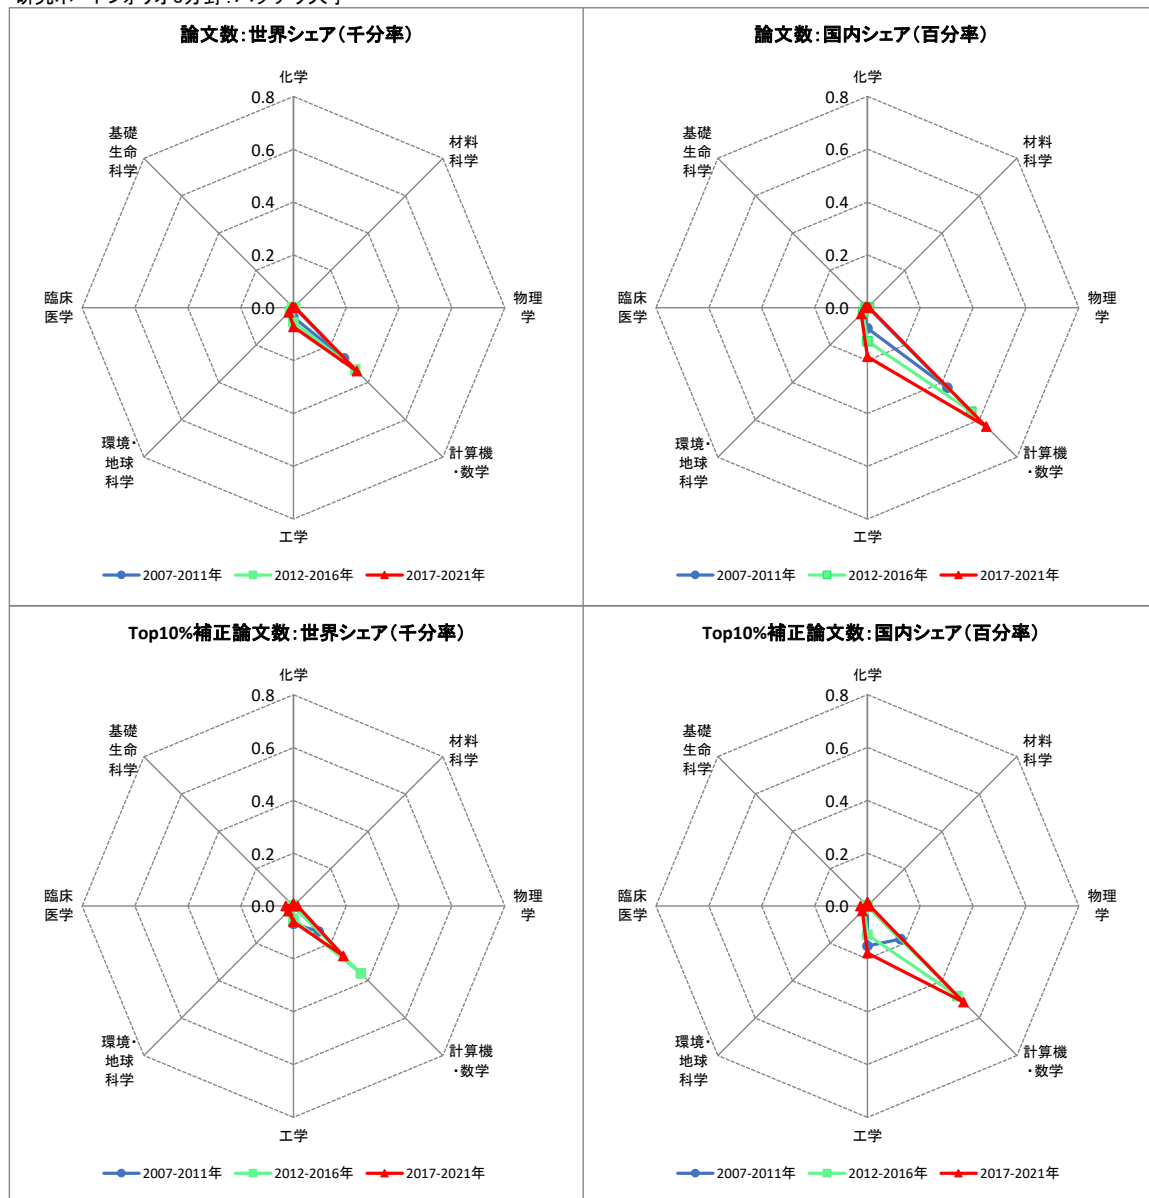 論文数：世界シェア（千分率）
化学
材料
科学
物理
学
計算機
・数学
工学
環境・
地球
科学
臨床
医学
基礎
生命
科学
0.8
0.6
0.4
0.2
0.0
2007-2011年
2012-2016年
2017-2021年
論文数：国内シェア（百分率）
化学
材料
科学
物理
学
計算機
・数学
工学
環境・
地球
科学
臨床
医学
基礎
生命
科学
0.8
0.6
0.4
0.2
0.0
2007-2011年
2012-2016年
2017-2021年
Top10%補正論文数：世界シェア（千分率）
化学
材料
科学
物理
学
計算機
・数学
工学
環境・
地球
科学
臨床
医学
基礎
生命
科学
0.8
0.6
0.4
0.2
0.0
2007-2011年
2012-2016年
2017-2021年
Top10%補正論文数：国内シェア（百分率）
化学
材料
科学
物理
学
計算機
・数学
工学
環境・
地球
科学
臨床
医学
基礎
生命
科学
0.8
0.6
0.4
0.2
0.0
2007-2011年
2012-2016年
2017-2021年